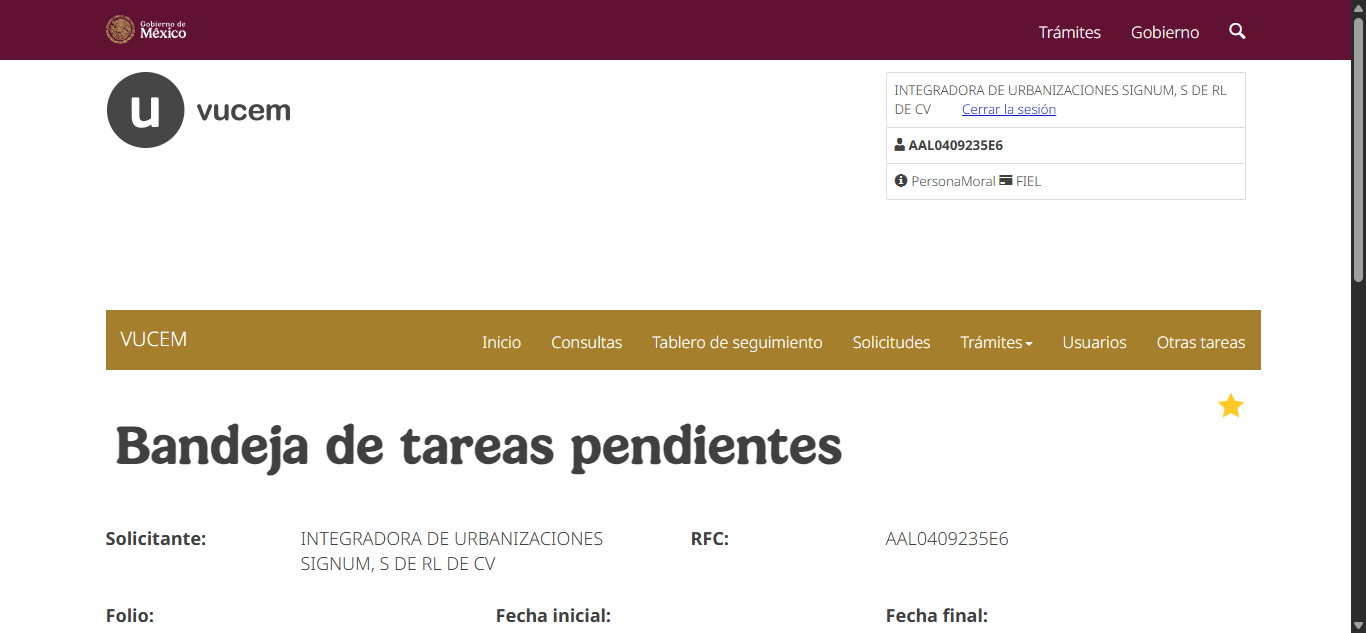 Gobierno de
México
Trámites
Gobierno
u
vucem
INTEGRADORA DE URBANIZACIONES SIGNUM, S DE RL
DE CV Cerrar la sesión
AAL0409235E6
PersonaMoral FIEL
VUCEM
Inicio
Consultas
Tablero de seguimiento
Solicitudes
Trámites
Usuarios
Otras tareas
Bandeja de tareas pendientes
Solicitante:
INTEGRADORA DE URBANIZACIONES
SIGNUM, S DE RL DE CV
RFC:
AAL0409235E6
Folio:
Fecha inicial:
Fecha final: